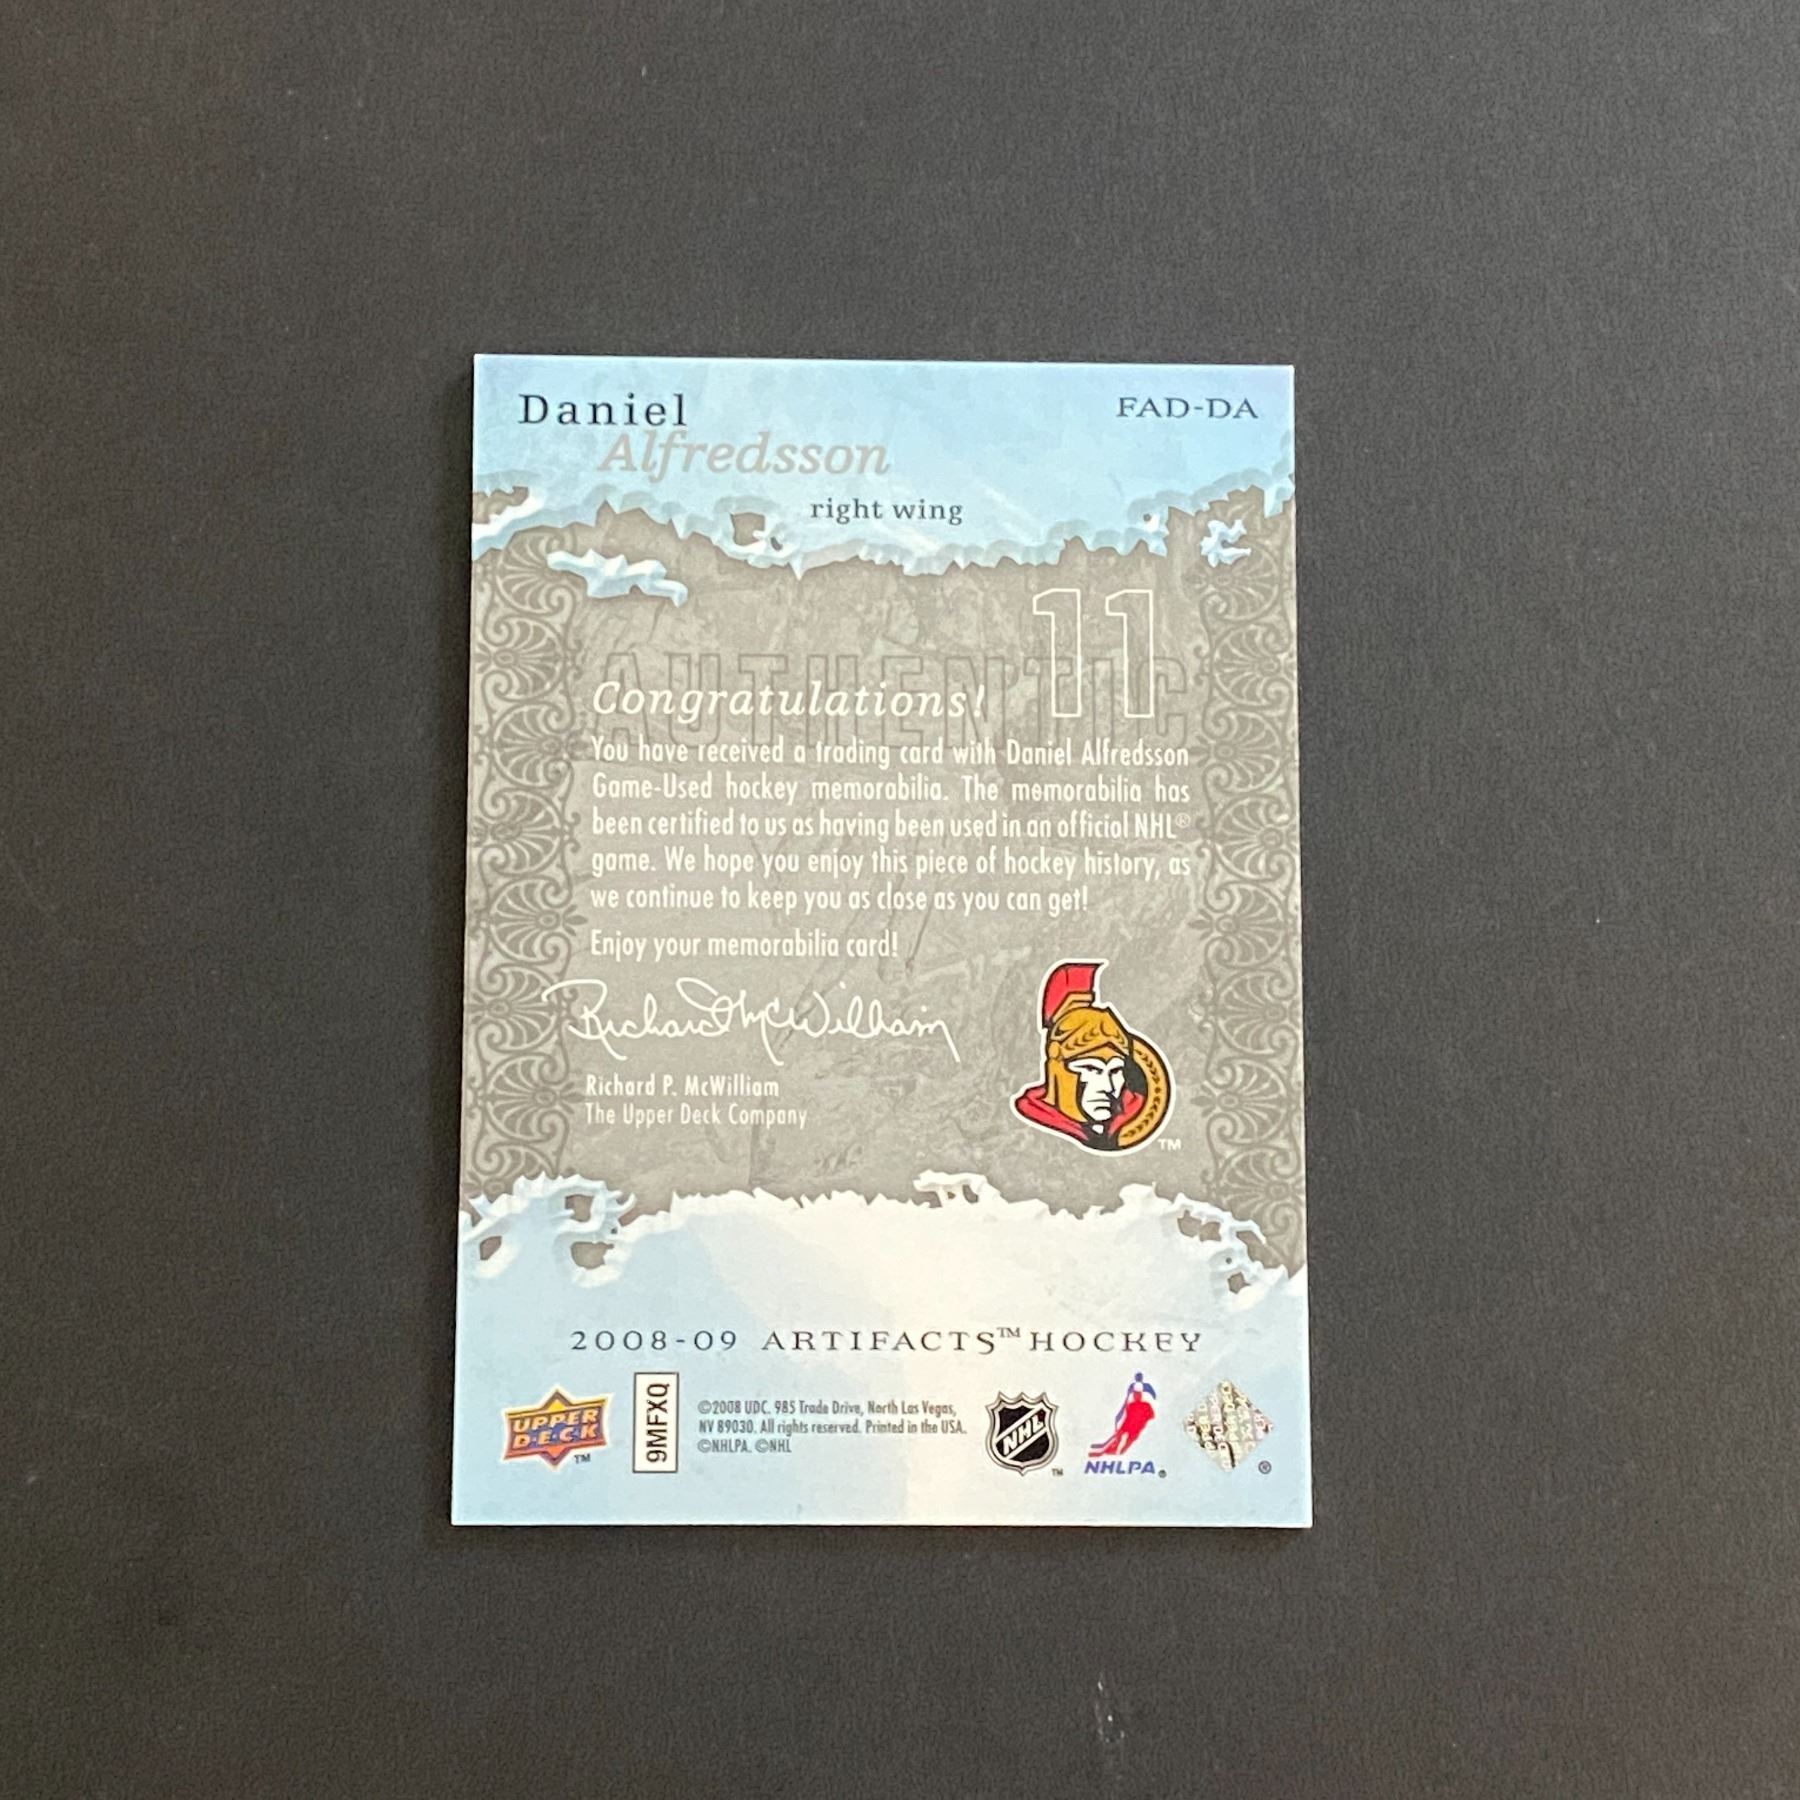 Daniel
FAD-DA
Alfredsson
right wing
11
AUTHENTIC
Congratulations!
You have received a trading card with Daniel Alfredsson
Game-Used hockey memorabilia. The memorabilia has
been certified to us as having been used in an official NHL®
game. We hope you enjoy this piece of hockey history, as
we continue to keep you as close as you can get!
Enjoy your memorabilia card!
Richard McWilliam
Richard P. McWilliam
The Upper Deck Company
TM
2008-09 ARTIFACTS™ HOCKEY
UPPER
DECK
TM
9MFXQ
©2008 UDC. 985 Trade Drive, North Las Vegas,
NV 89030. All rights reserved. Printed in the USA.
©NHLPA. ©NHL
NHL
TM
NHLPA®
®